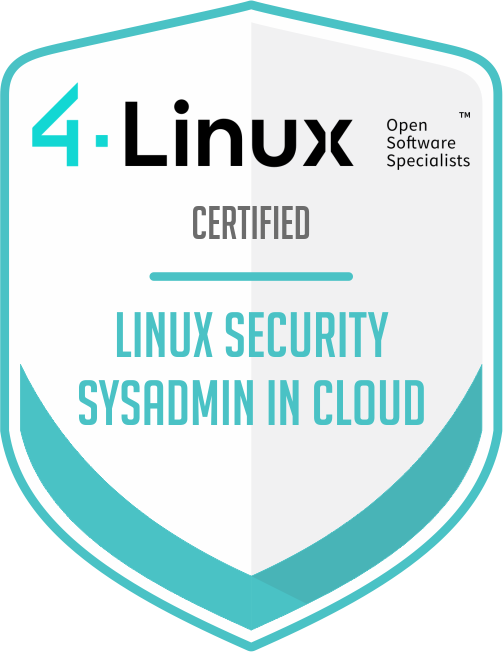 4.Linux
Open
Software
Specialists
™
CERTIFIED
LINUX SECURITY
SYSADMIN IN CLOUD